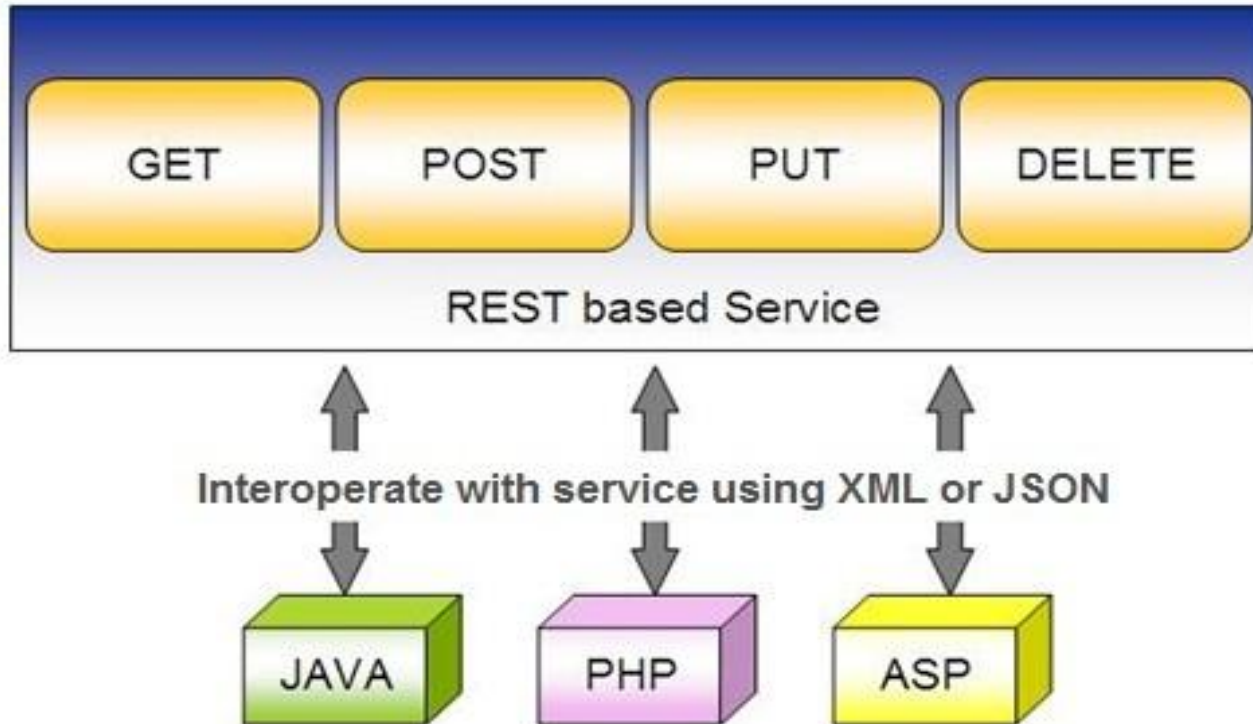 GET POST PUT DELETE
REST based Service
Interoperate with service using XML or JSON
JAVA PHP ASP